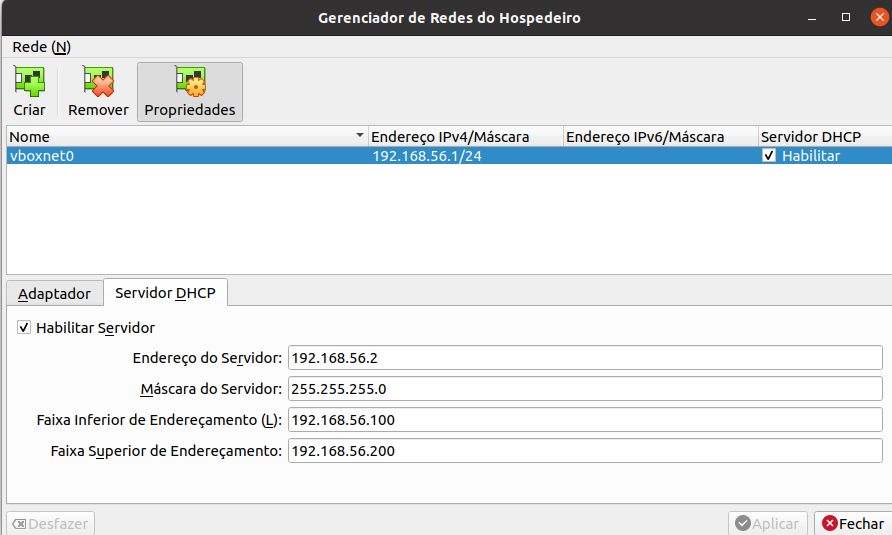 Gerenciador de Redes do Hospedeiro
Rede (N)
Criar Remover Propriedades
Nome Endereço IPv4/Máscara Endereço IPv6/Máscara Servidor DHCP
vboxnet0 192.168.56.1/24 Habilitar
Adaptador Servidor DHCP
Habilitar Servidor
Endereço do Servidor: 192.168.56.2
Máscara do Servidor: 255.255.255.0
Faixa Inferior de Endereçamento (L): 192.168.56.100
Faixa Superior de Endereçamento: 192.168.56.200
Desfazer Aplicar Fechar